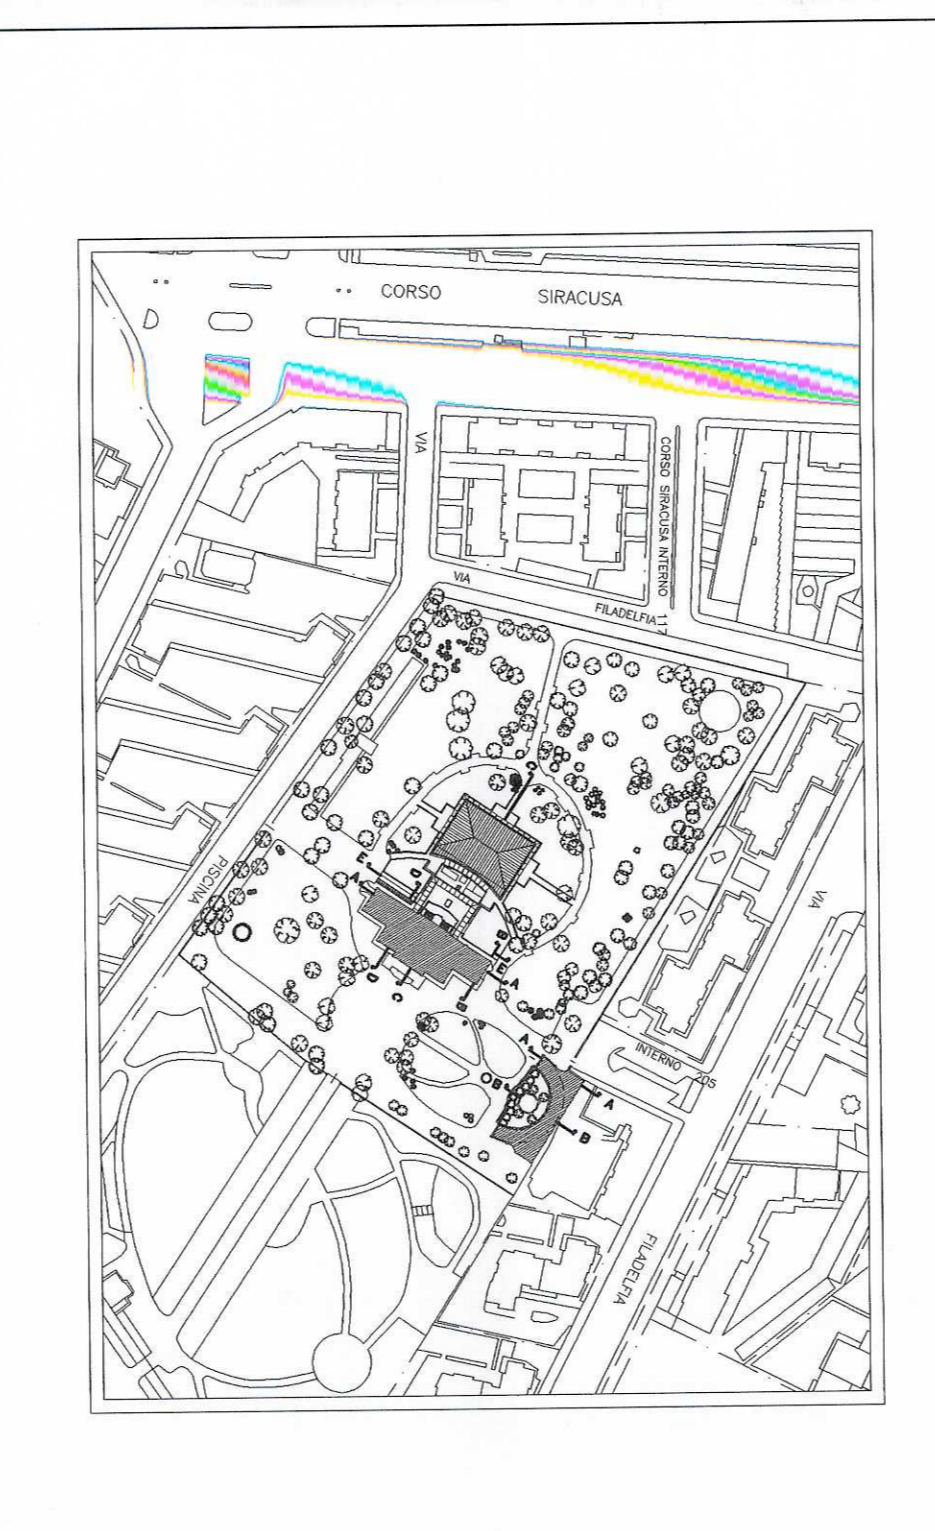 CORSO SIRACUSA
VIA
CORSO SIRACUSA INTERNO 117
VIA
FILADELFIA
PISCINA
VIA
E
A
D
C
B
E
A
D
C
B
A
B
A
B
INTERNO 205
FILADELFIA